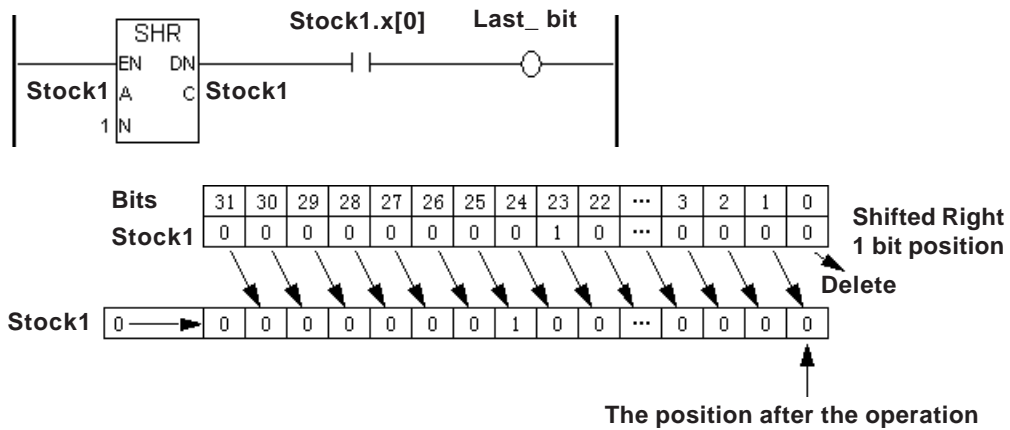 Stock1.x[0] Last_ bit
SHR
EN DN
Stock1 A C Stock1
1 N
Bits 31 30 29 28 27 26 25 24 23 22 ··· 3 2 1 0
Stock1 0 0 0 0 0 0 0 0 1 0 ··· 0 0 0 0
Shifted Right
1 bit position
Delete
Stock1 0 0 0 0 0 0 0 0 1 0 0 ··· 0 0 0 0
The position after the operation